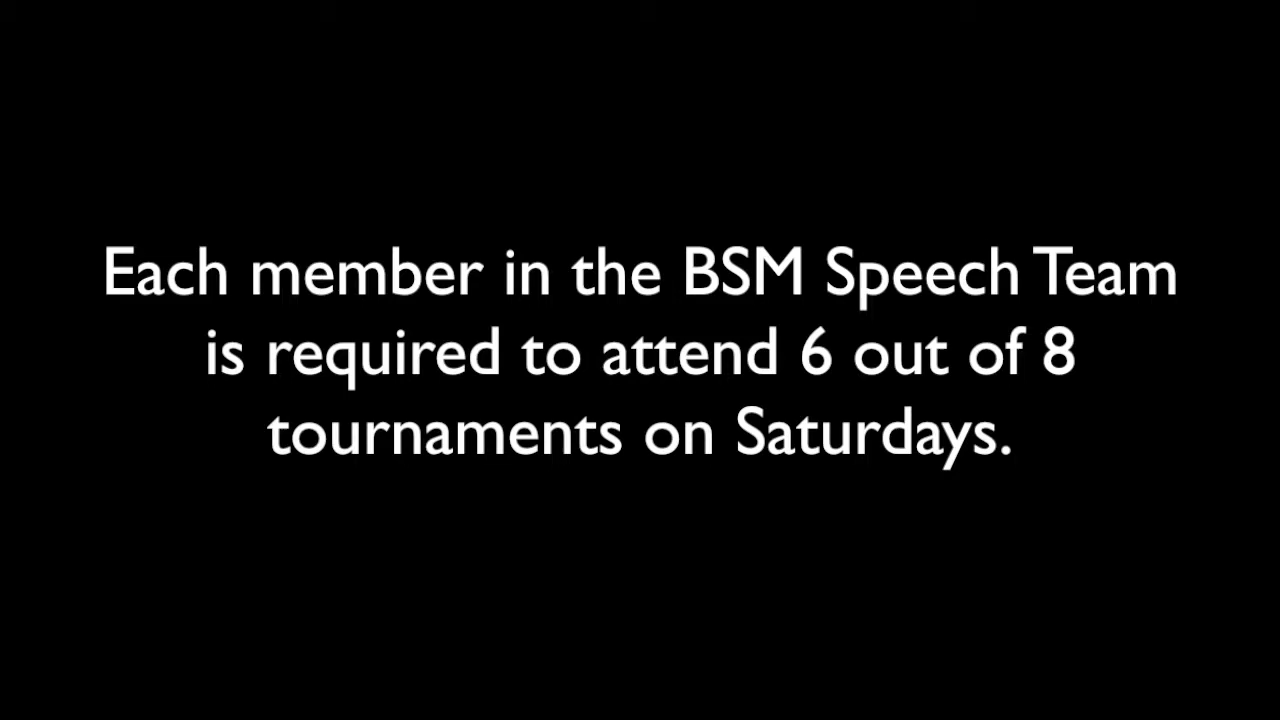 Each member in the BSM Speech Team
is required to attend 6 out of 8
tournaments on Saturdays.